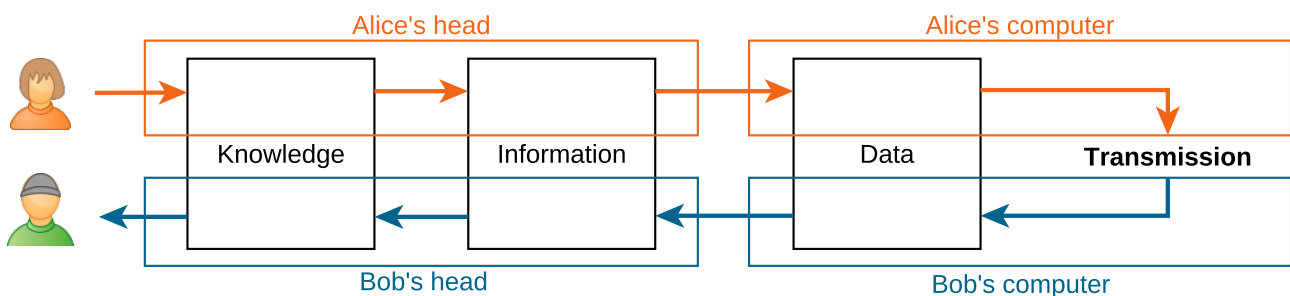 Alice's head
Alice's computer
Knowledge
Information
Data
Transmission
Bob's head
Bob's computer